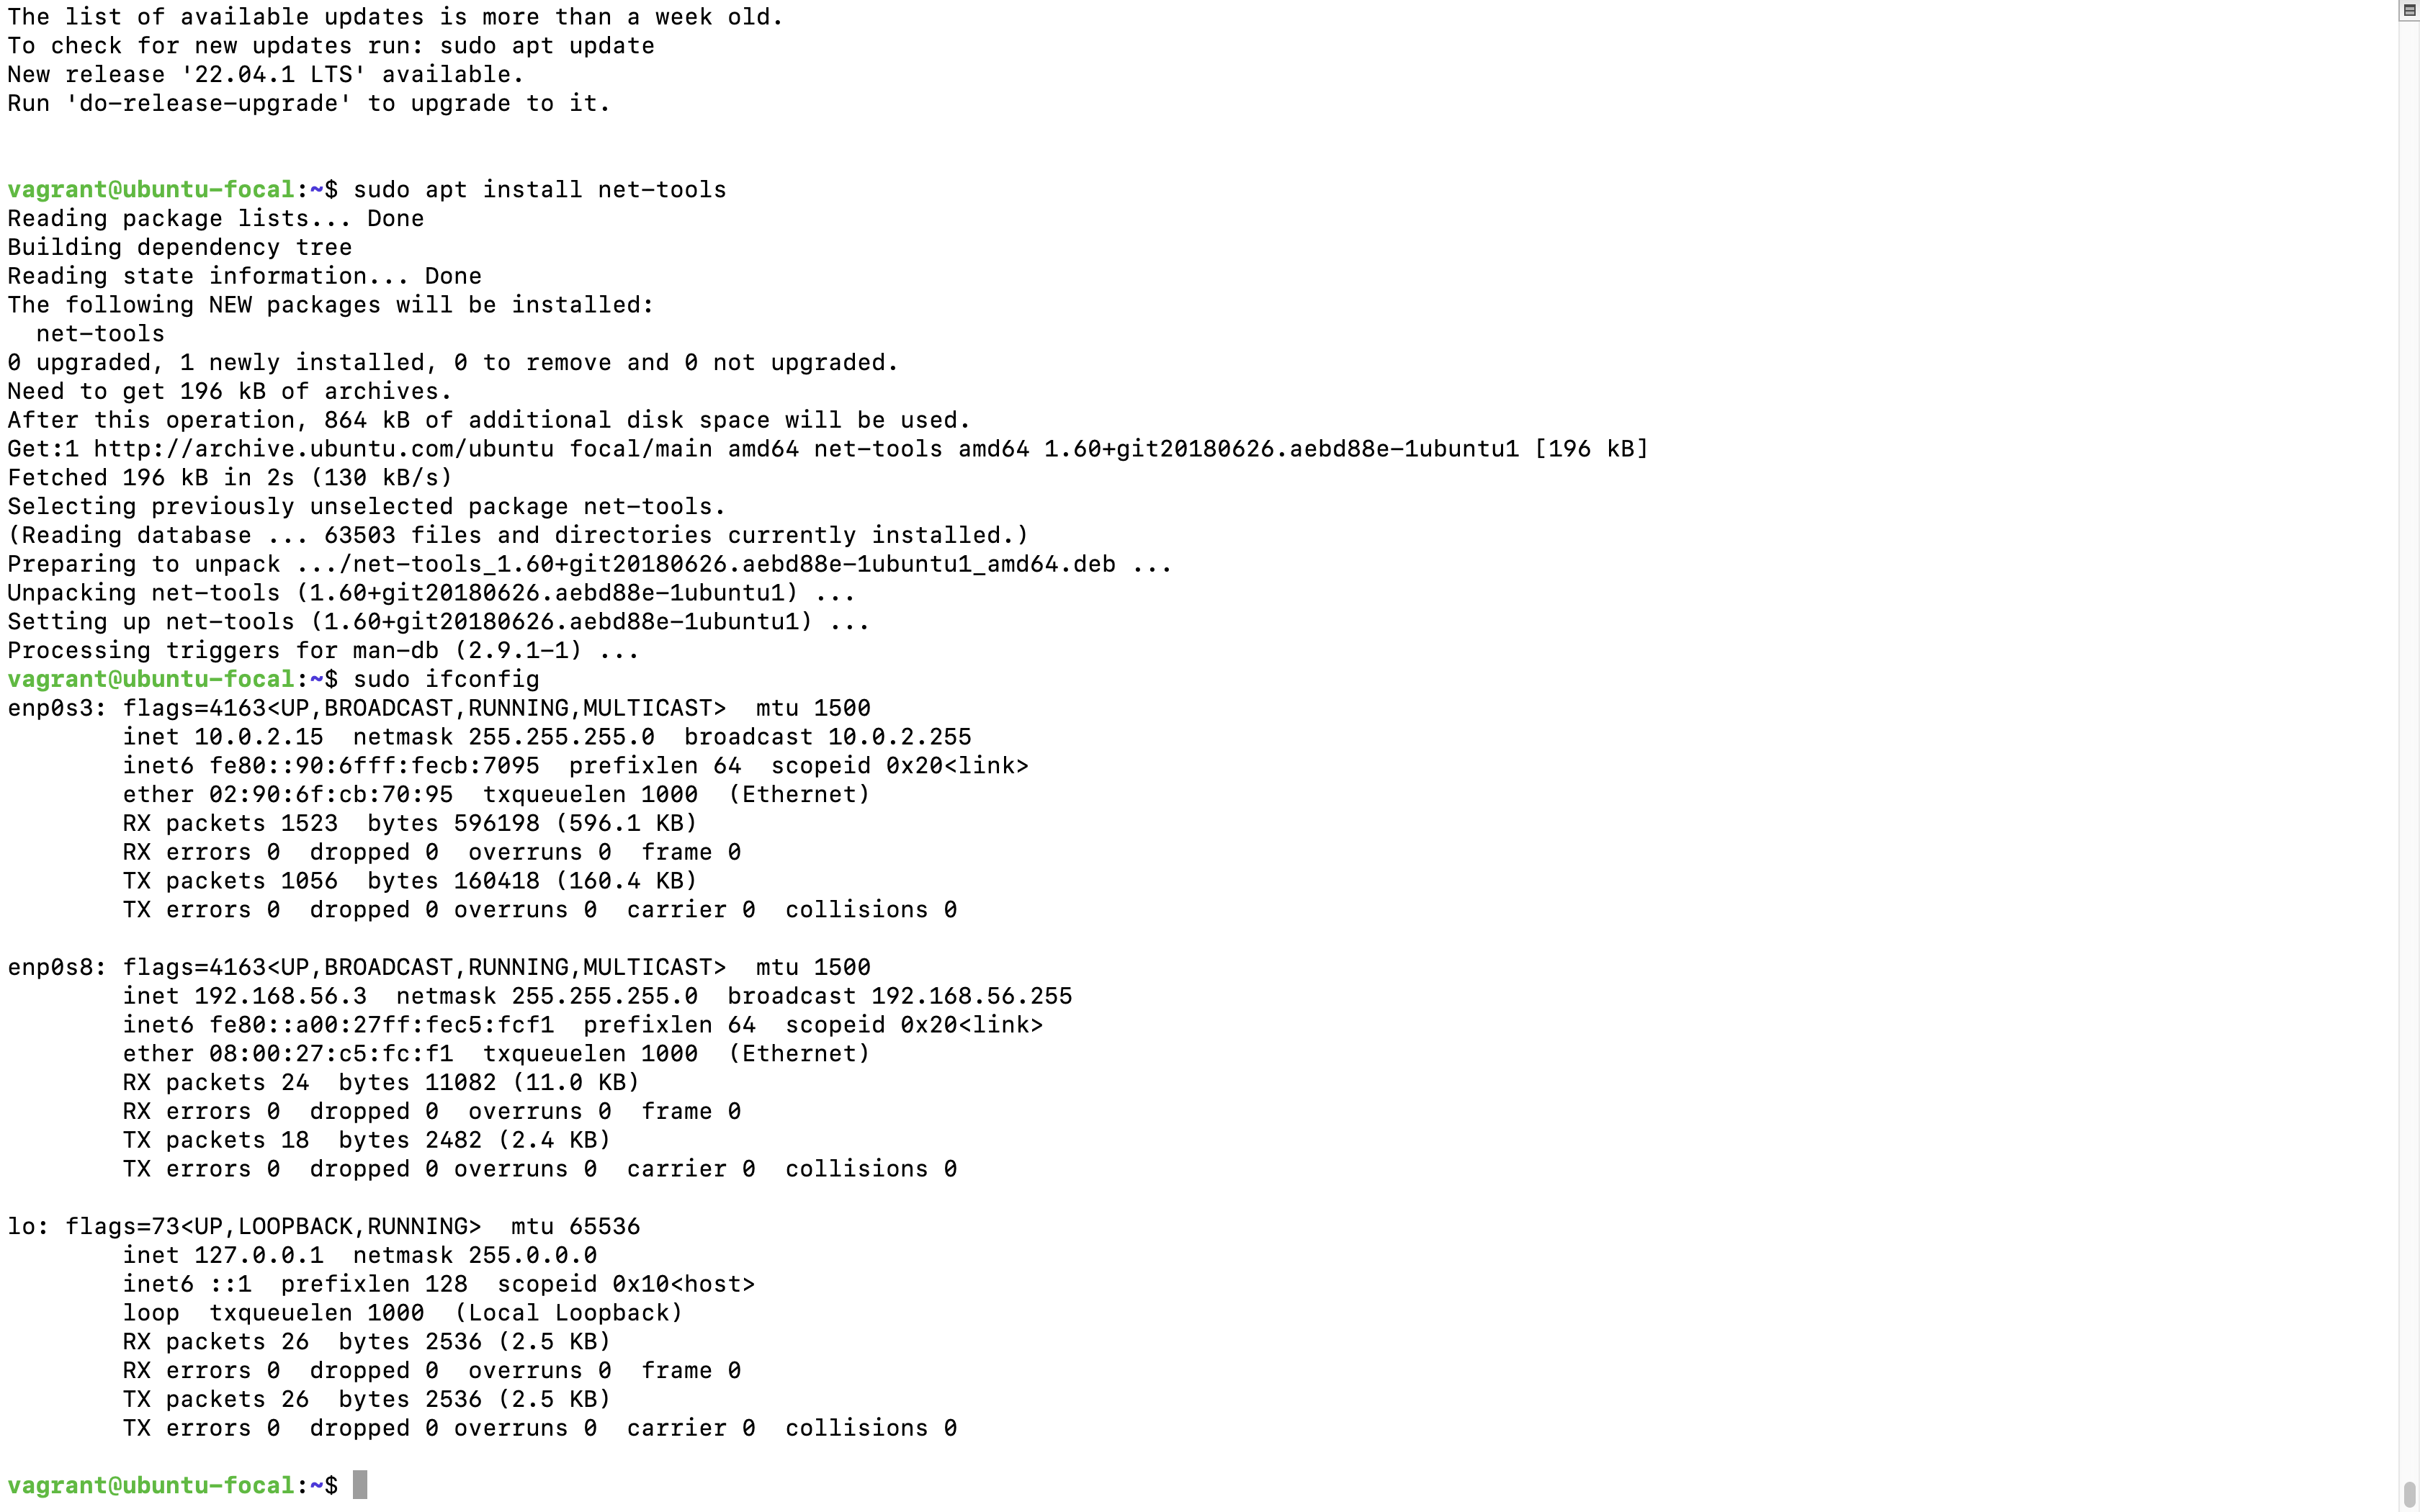 The list of available updates is more than a week old.
To check for new updates run: sudo apt update
New release '22.04.1 LTS' available.
Run 'do-release-upgrade' to upgrade to it.
vagrant@ubuntu-focal:~$ sudo apt install net-tools
Reading package lists... Done
Building dependency tree
Reading state information... Done
The following NEW packages will be installed:
  net-tools
0 upgraded, 1 newly installed, 0 to remove and 0 not upgraded.
Need to get 196 kB of archives.
After this operation, 864 kB of additional disk space will be used.
Get:1 http://archive.ubuntu.com/ubuntu focal/main amd64 net-tools amd64 1.60+git20180626.aebd88e-1ubuntu1 [196 kB]
Fetched 196 kB in 2s (130 kB/s)
Selecting previously unselected package net-tools.
(Reading database ... 63503 files and directories currently installed.)
Preparing to unpack .../net-tools_1.60+git20180626.aebd88e-1ubuntu1_amd64.deb ...
Unpacking net-tools (1.60+git20180626.aebd88e-1ubuntu1) ...
Setting up net-tools (1.60+git20180626.aebd88e-1ubuntu1) ...
Processing triggers for man-db (2.9.1-1) ...
vagrant@ubuntu-focal:~$ sudo ifconfig
enp0s3: flags=4163<UP,BROADCAST,RUNNING,MULTICAST>  mtu 1500
        inet 10.0.2.15  netmask 255.255.255.0  broadcast 10.0.2.255
        inet6 fe80::90:6fff:fecb:7095  prefixlen 64  scopeid 0x20<link>
        ether 02:90:6f:cb:70:95  txqueuelen 1000  (Ethernet)
        RX packets 1523  bytes 596198 (596.1 KB)
        RX errors 0  dropped 0  overruns 0  frame 0
        TX packets 1056  bytes 160418 (160.4 KB)
        TX errors 0  dropped 0 overruns 0  carrier 0  collisions 0
enp0s8: flags=4163<UP,BROADCAST,RUNNING,MULTICAST>  mtu 1500
        inet 192.168.56.3  netmask 255.255.255.0  broadcast 192.168.56.255
        inet6 fe80::a00:27ff:fec5:fcf1  prefixlen 64  scopeid 0x20<link>
        ether 08:00:27:c5:fc:f1  txqueuelen 1000  (Ethernet)
        RX packets 24  bytes 11082 (11.0 KB)
        RX errors 0  dropped 0  overruns 0  frame 0
        TX packets 18  bytes 2482 (2.4 KB)
        TX errors 0  dropped 0 overruns 0  carrier 0  collisions 0
lo: flags=73<UP,LOOPBACK,RUNNING>  mtu 65536
        inet 127.0.0.1  netmask 255.0.0.0
        inet6 ::1  prefixlen 128  scopeid 0x10<host>
        loop  txqueuelen 1000  (Local Loopback)
        RX packets 26  bytes 2536 (2.5 KB)
        RX errors 0  dropped 0  overruns 0  frame 0
        TX packets 26  bytes 2536 (2.5 KB)
        TX errors 0  dropped 0 overruns 0  carrier 0  collisions 0
vagrant@ubuntu-focal:~$